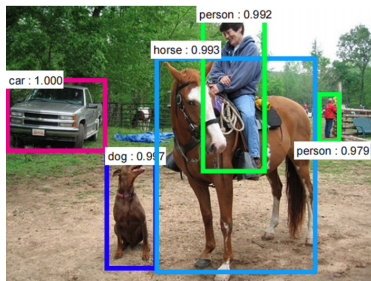 person : 0.992
horse : 0.993
car : 1.000
dog : 0.997
person : 0.979